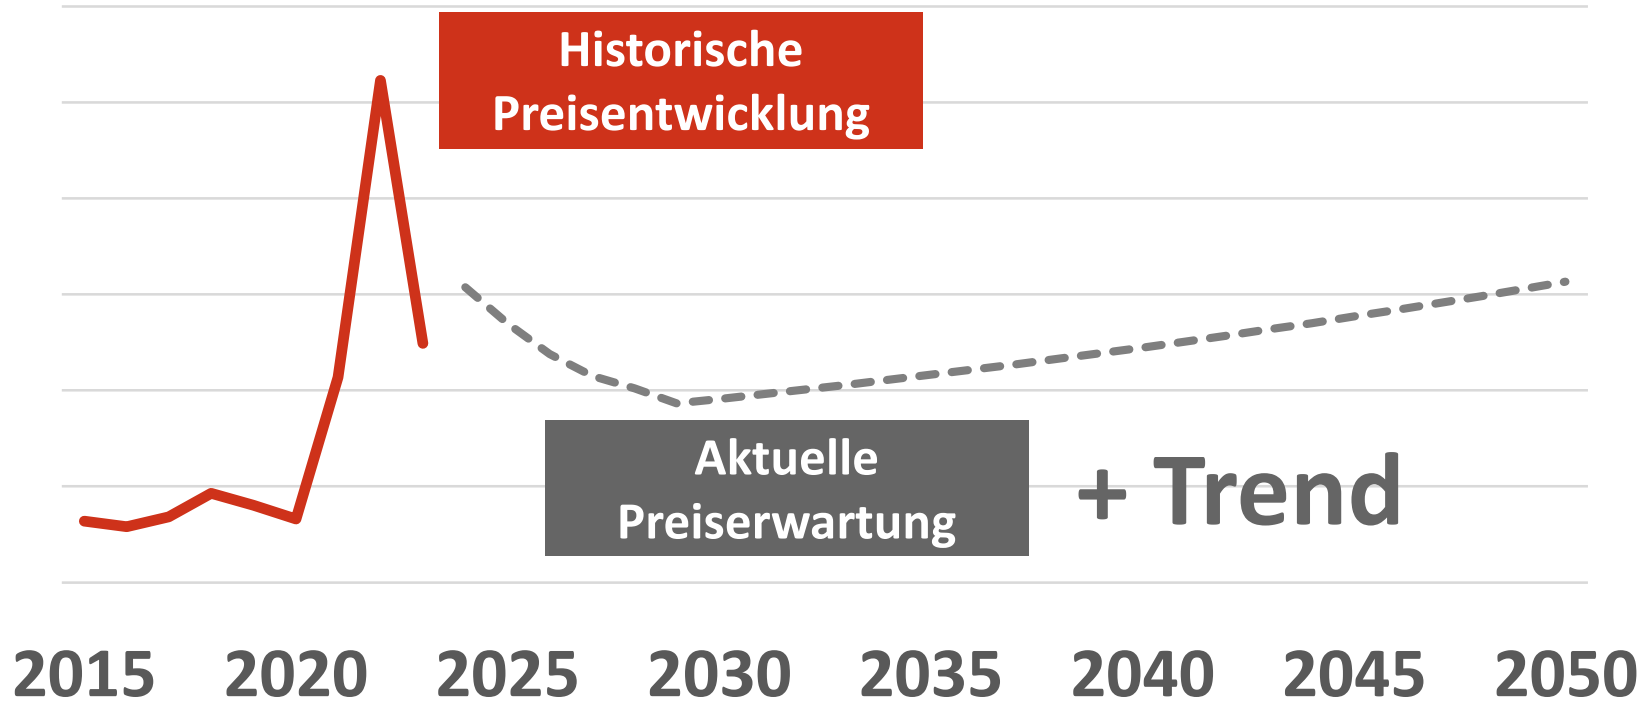 Historische
Preisentwicklung
Aktuelle
Preiserwartung
+ Trend
2015 2020 2025 2030 2035 2040 2045 2050